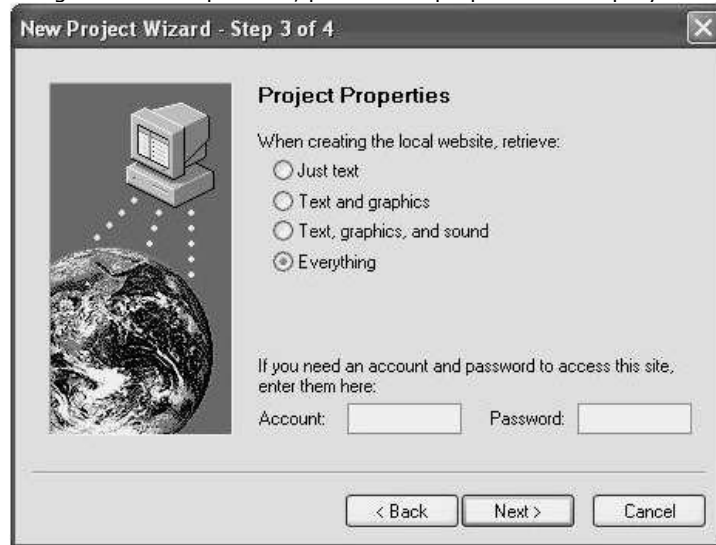 New Project Wizard - Step 3 of 4
Project Properties
When creating the local website, retrieve:
Just text
Text and graphics
Text, graphics, and sound
Everything
If you need an account and password to access this site,
enter them here:
Account: Password:
< Back Next > Cancel